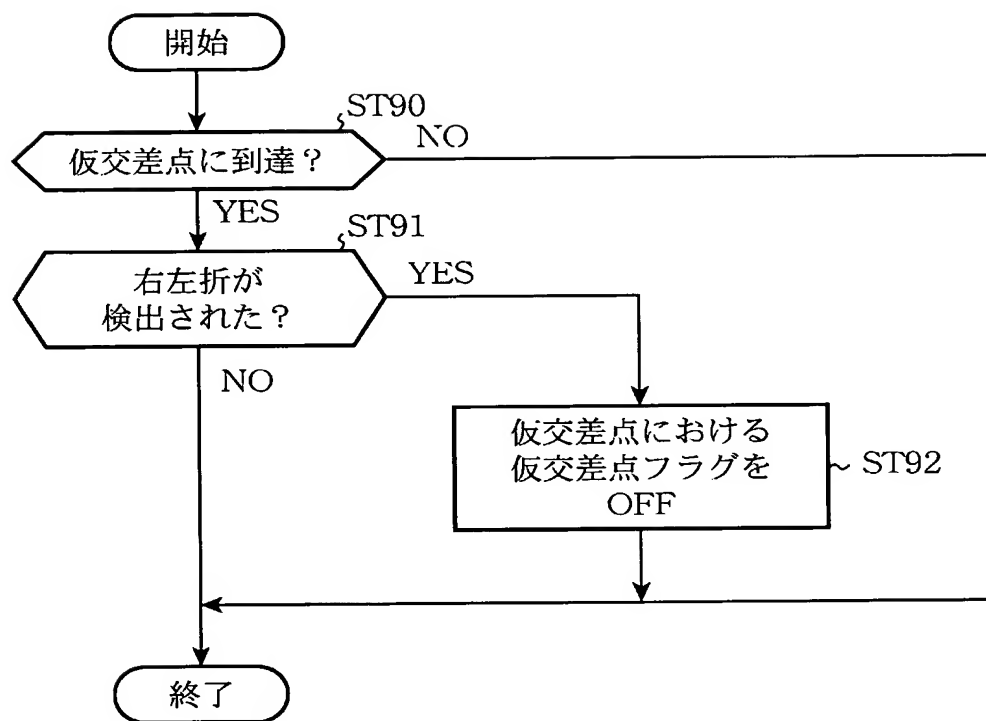 開始
ST90
仮交差点に到達？
NO
YES
ST91
右左折が
検出された？
YES
NO
仮交差点における
仮交差点フラグを
OFF
ST92
終了